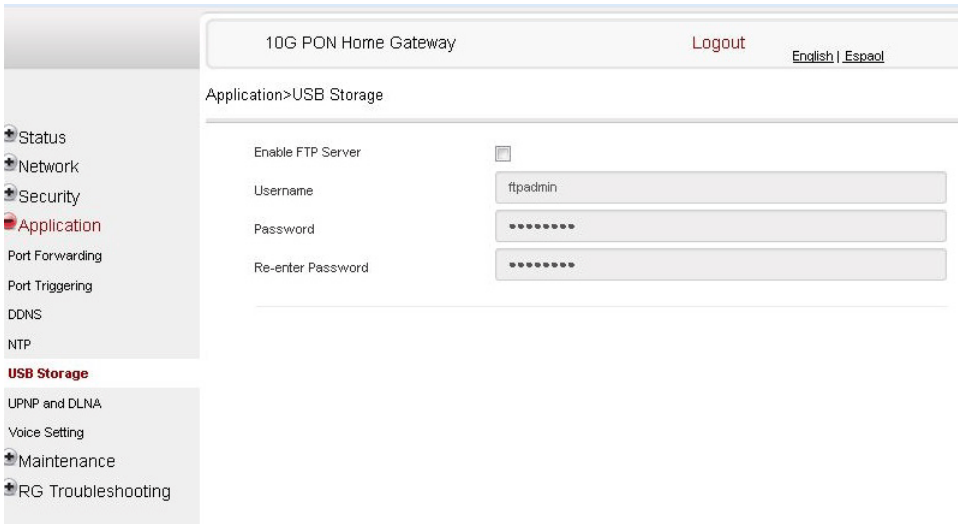 10G PON Home Gateway
Logout
English | Espaol
Application>USB Storage
Status
Network
Security
Application
Port Forwarding
Port Triggering
DDNS
NTP
USB Storage
UPNP and DLNA
Voice Setting
Maintenance
RG Troubleshooting
Enable FTP Server
Username
ftpadmin
Password
••••••••
Re-enter Password
••••••••